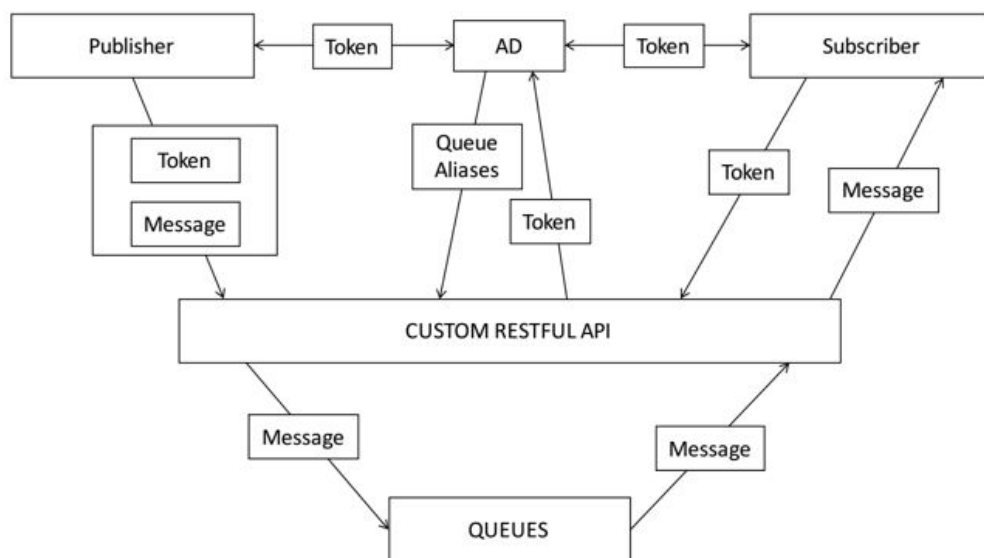 Publisher
Token
AD
Token
Subscriber
Token
Message
Queue
Aliases
Token
Token
Message
CUSTOM RESTFUL API
Message
Message
QUEUES